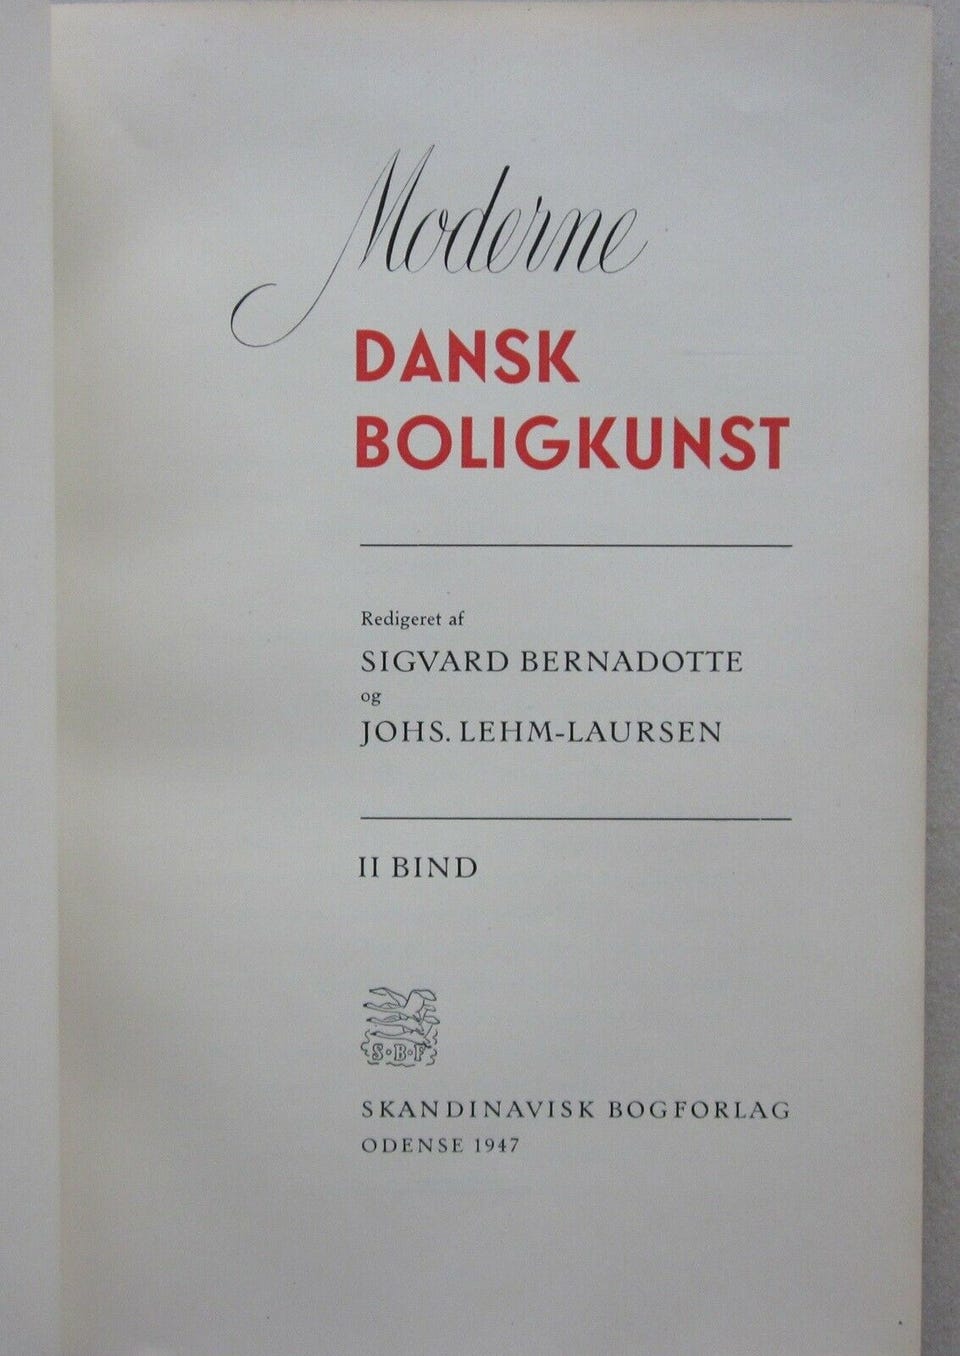 Moderne
DANSK
BOLIGKUNST
Redigeret af
SIGVARD BERNADOTTE
og
JOHS. LEHM-LAURSEN
II BIND
S·B·F
SKANDINAVISK BOGFORLAG
ODENSE 1947